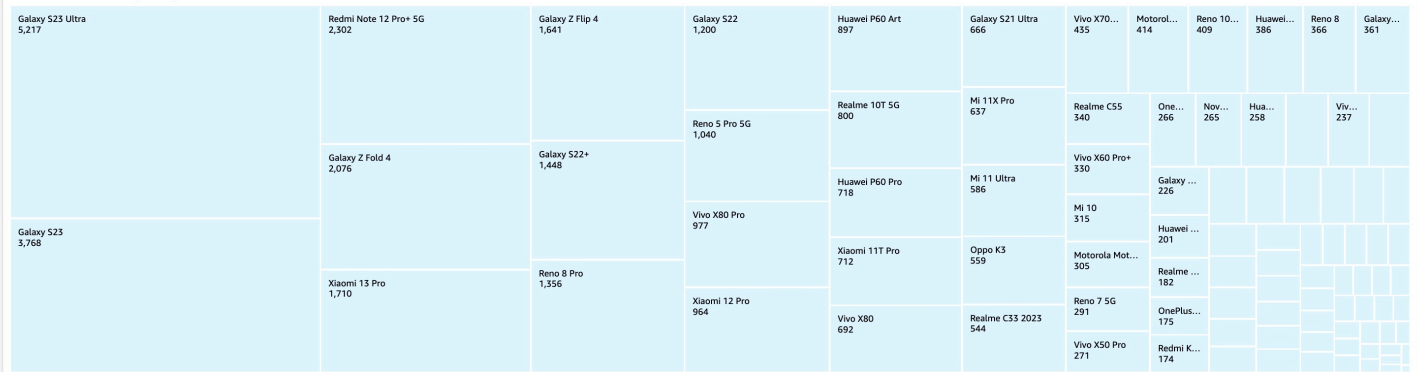 Galaxy S23 Ultra
5,217
Galaxy S23
3,768
Redmi Note 12 Pro+ 5G
2,302
Galaxy Z Fold 4
2,076
Xiaomi 13 Pro
1,710
Galaxy Z Flip 4
1,641
Galaxy S22+
1,448
Reno 8 Pro
1,356
Galaxy S22
1,200
Reno 5 Pro 5G
1,040
Vivo X80 Pro
977
Xiaomi 12 Pro
964
Huawei P60 Art
897
Realme 10T 5G
800
Huawei P60 Pro
718
Xiaomi 11T Pro
712
Vivo X80
692
Galaxy S21 Ultra
666
Mi 11X Pro
637
Mi 11 Ultra
586
Oppo K3
559
Realme C33 2023
544
Vivo X70...
435
Motorol...
414
Reno 10...
409
Huawei...
386
Reno 8
366
Galaxy...
361
Realme C55
340
Vivo X60 Pro+
330
Mi 10
315
Motorola Mot...
305
Reno 7 5G
291
Vivo X50 Pro
271
One...
266
Nov...
265
Hua...
258
Viv...
237
Galaxy ...
226
Huawei ...
201
Realme ...
182
OnePlus...
175
Redmi K...
174